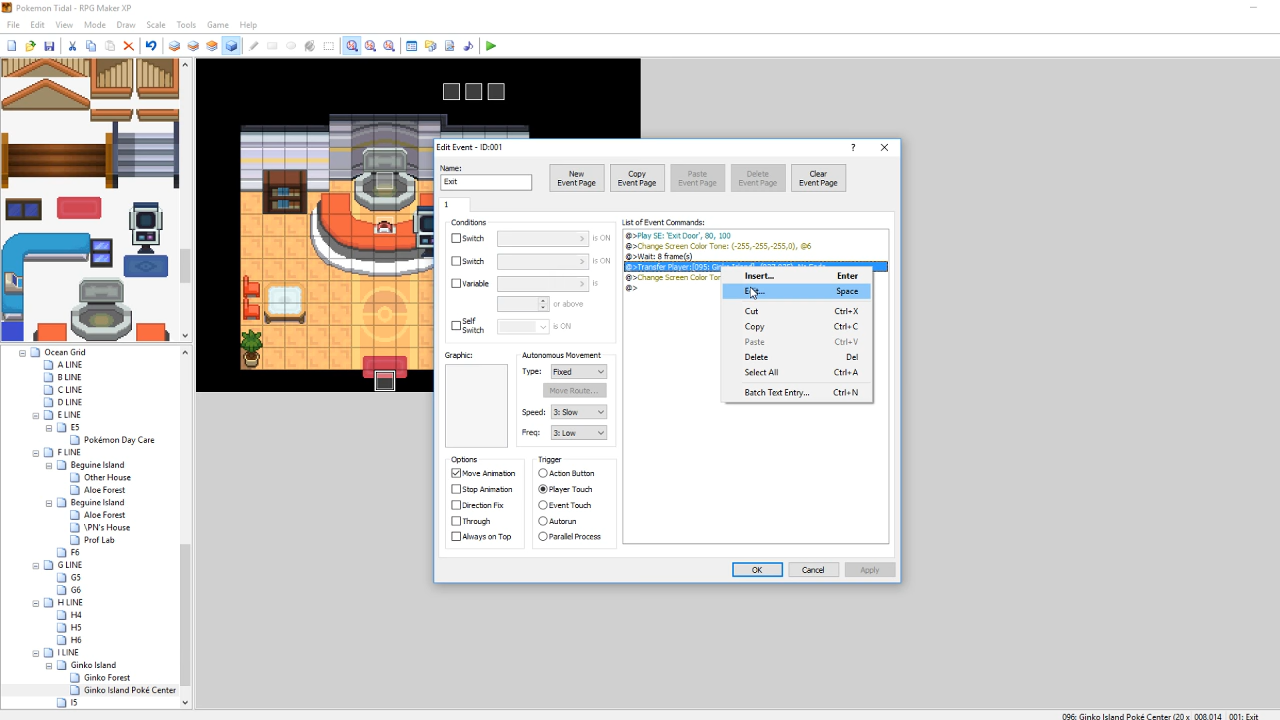 Pokemon Tidal - RPG Maker XP
File Edit View Mode Draw Scale Tools Game Help
Edit Event - ID:001
?
Name:
Exit
New Event Page
Copy Event Page
Paste Event Page
Delete Event Page
Clear Event Page
1
Conditions
Switch is ON
Switch is ON
Variable is
or above
Self Switch is ON
Graphic:
Autonomous Movement
Type: Fixed
Move Route...
Speed: 3: Slow
Freq: 3: Low
Options
Move Animation
Stop Animation
Direction Fix
Through
Always on Top
Trigger
Action Button
Player Touch
Event Touch
Autorun
Parallel Process
List of Event Commands:
@>Play SE: 'Exit Door', 80, 100
@>Change Screen Color Tone: (-255,-255,-255,0), @6
@>Wait: 8 frame(s)
@>Transfer Player:[095:
@>Change Screen Color Ton
@>
Insert... Enter
Space
Cut Ctrl+X
Copy Ctrl+C
Paste Ctrl+V
Delete Del
Select All Ctrl+A
Batch Text Entry... Ctrl+N
OK Cancel Apply
Ocean Grid
A LINE
B LINE
C LINE
D LINE
E LINE
E5
Pokémon Day Care
F LINE
Beguine Island
Other House
Aloe Forest
Beguine Island
Aloe Forest
\PN's House
Prof Lab
F6
G LINE
G5
G6
H LINE
H4
H5
H6
I LINE
Ginko Island
Ginko Forest
Ginko Island Poké Center
I5
096: Ginko Island Poké Center (20 x 008,014 001: Exit